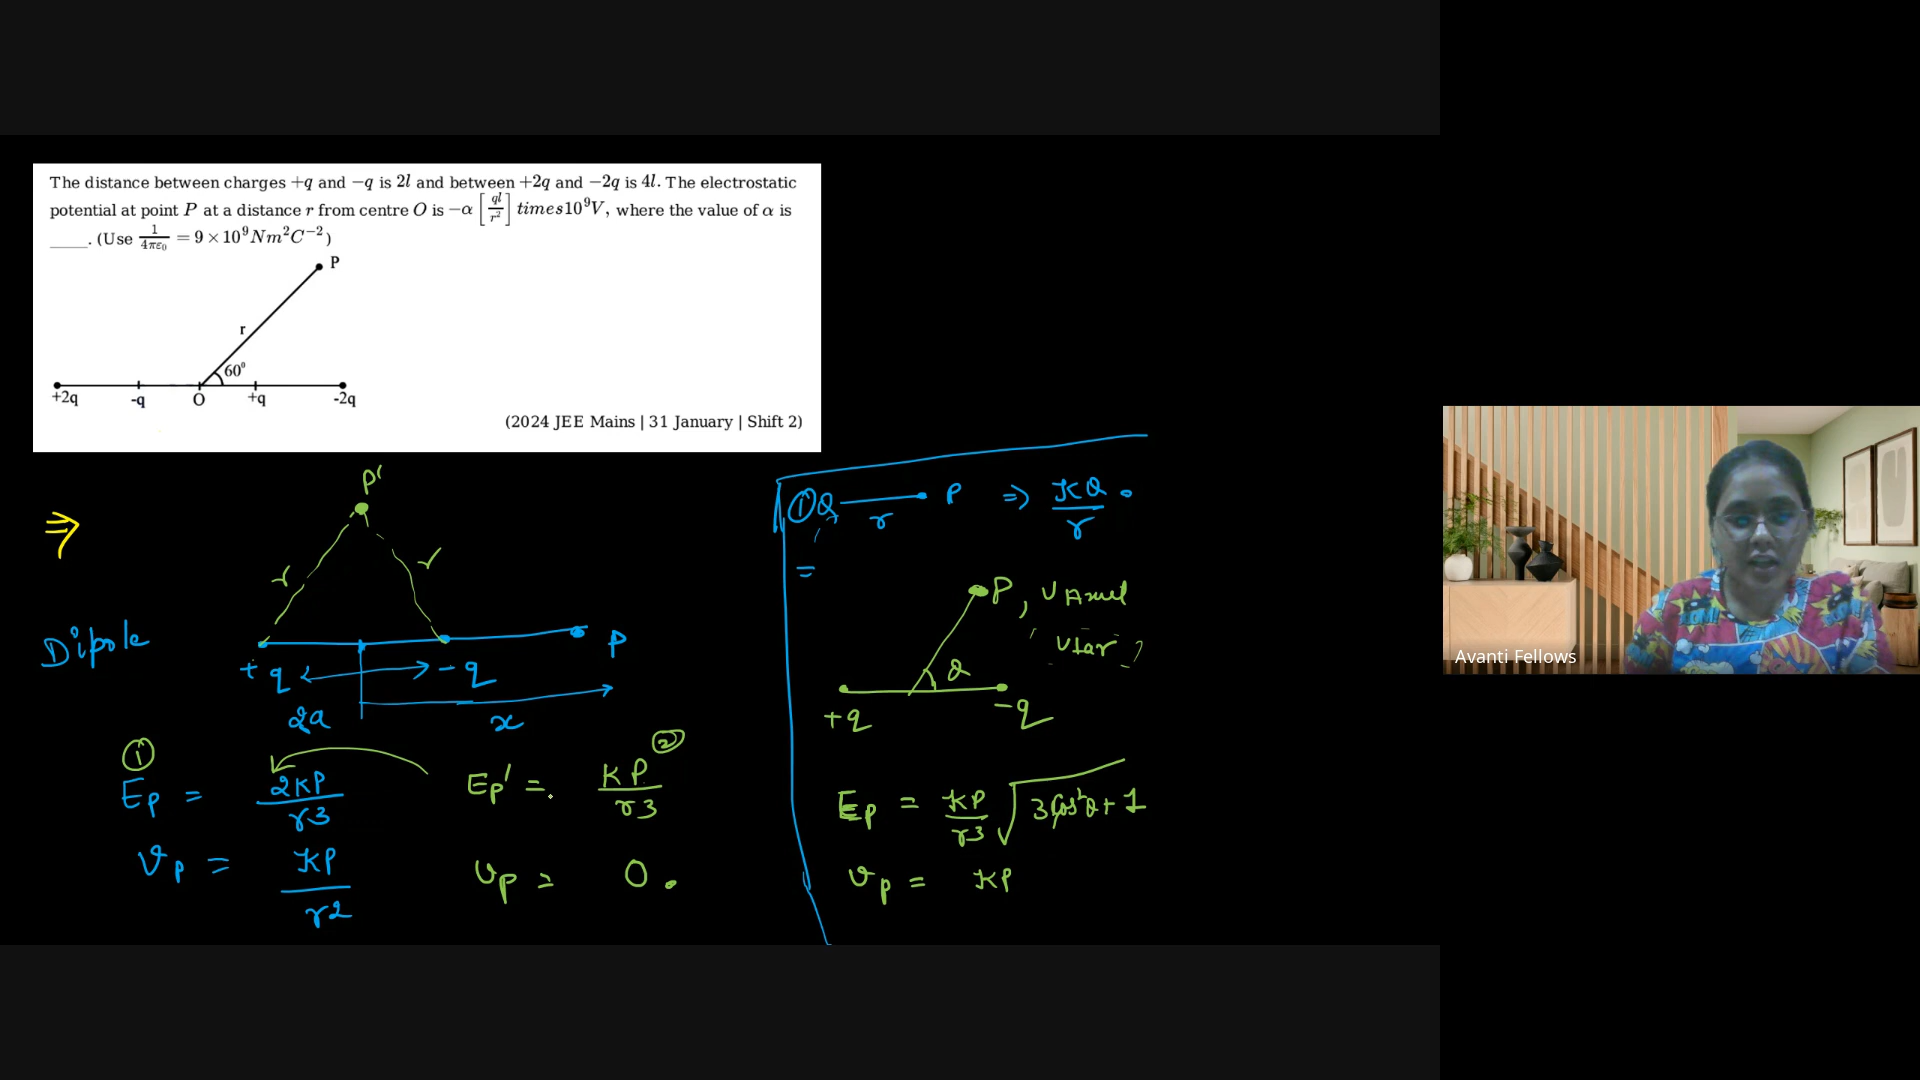 The distance between charges +q and −q is 2l and between +2q and −2q is 4l. The electrostatic
potential at point P at a distance r from centre O is −α [ql/r²] times10⁹V, where the value of α is
____. (Use 1/4πε₀ = 9 × 10⁹Nm²C⁻²)
P
r
60°
+2q -q O +q -2q
(2024 JEE Mains | 31 January | Shift 2)
⇒
P'
r r
Dipole
+q -q P
2a x
①
Ep = 2KP/r3
Vp = KP/r2
②
Ep' = KP/r3
Vp = 0.
① Q r P ⇒ KQ/r
=
P, V
θ
+q -q
Ep = KP/r3 √3cos²θ+1
Vp = KP
Avanti Fellows